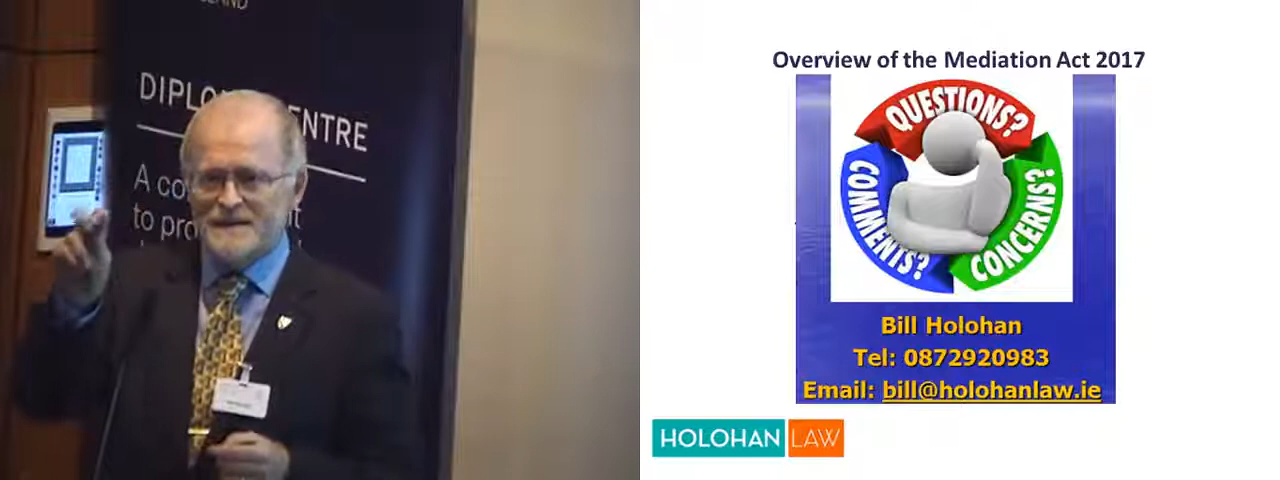 DIPLO
ENTRE
A co
to pro
Overview of the Mediation Act 2017
QUESTIONS?
COMMENTS?
CONCERNS?
Bill Holohan
Tel: 0872920983
Email: bill@holohanlaw.ie
HOLOHAN LAW